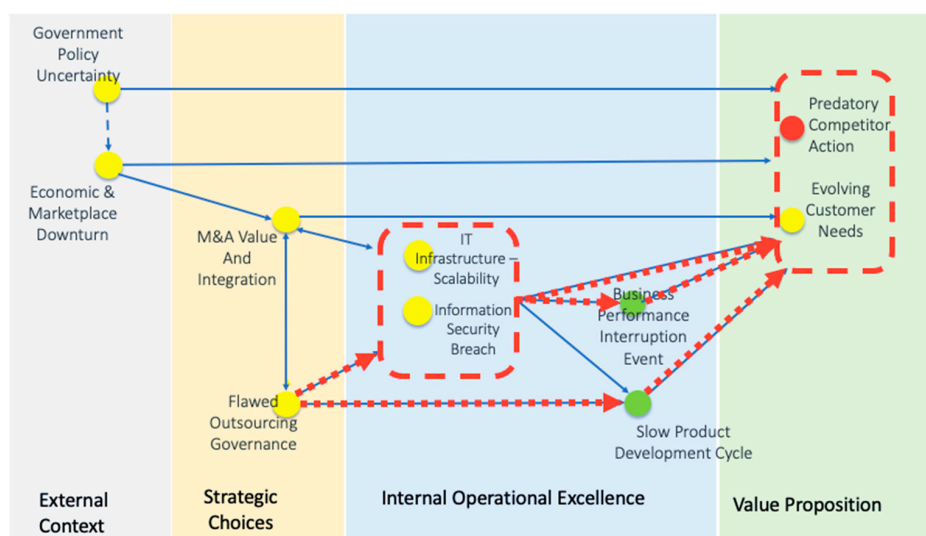 Government
Policy
Uncertainty
Economic &
Marketplace
Downturn
M&A Value
And
Integration
Flawed
Outsourcing
Governance
IT
Infrastructure –
Scalability
Information
Security
Breach
Business
Performance
Interruption
Event
Slow Product
Development Cycle
Predatory
Competitor
Action
Evolving
Customer
Needs
External
Context
Strategic
Choices
Internal Operational Excellence
Value Proposition